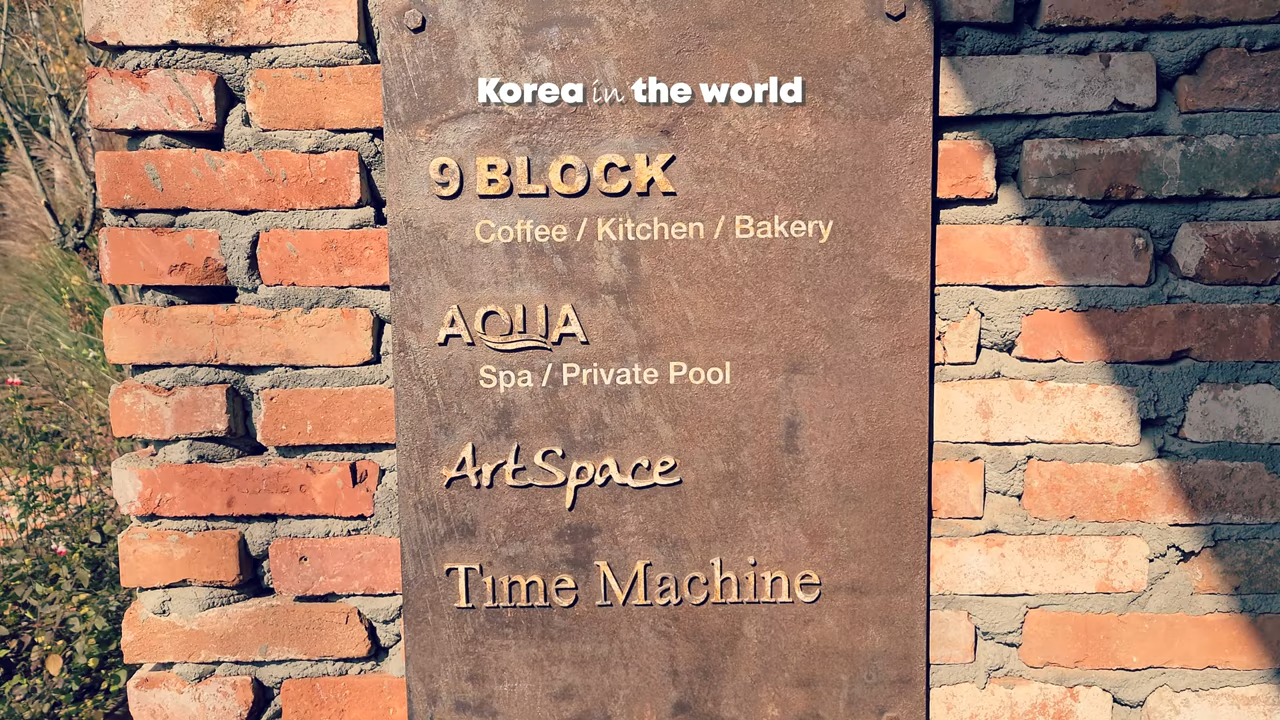 Korea in the world
9 BLOCK
Coffee / Kitchen / Bakery
AQUA
Spa / Private Pool
ArtSpace
Time Machine